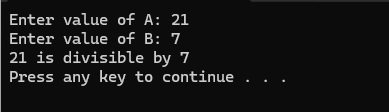 Enter value of A: 21
Enter value of B: 7
21 is divisible by 7
Press any key to continue . . .